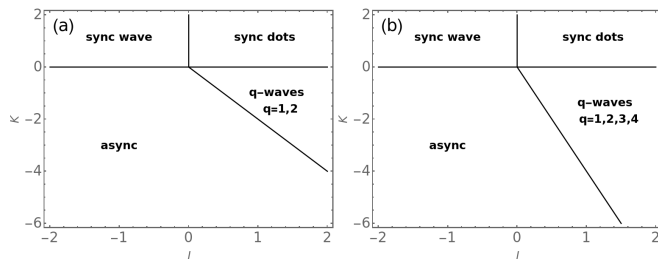 (a)
sync wave
sync dots
q-waves
q=1,2
async
K
2
0
−2
−4
−6
−2
−1
0
1
2
I
(b)
sync wave
sync dots
q-waves
q=1,2,3,4
async
K
2
0
−2
−4
−6
−2
−1
0
1
2
I